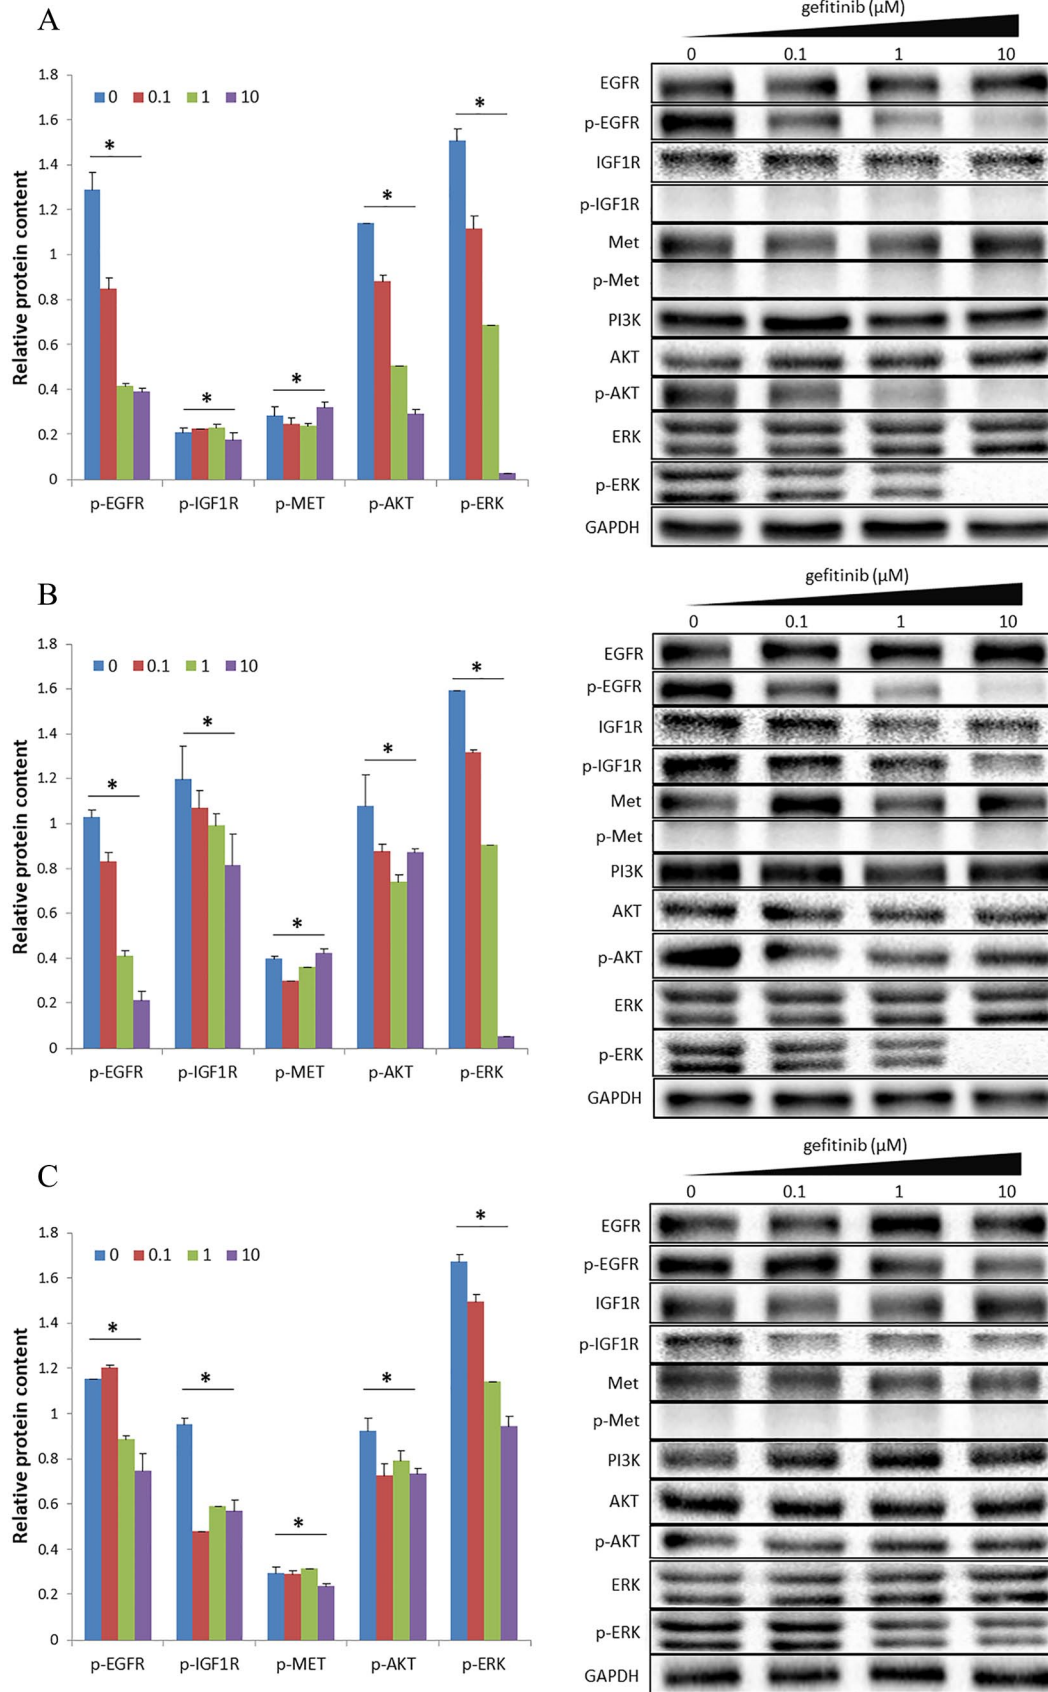 A
gefitinib (μM)
0 0.1 1 10
Relative protein content
1.8
1.6
1.4
1.2
1
0.8
0.6
0.4
0.2
0
0 0.1 1 10
* * * * *
p-EGFR p-IGF1R p-MET p-AKT p-ERK
EGFR
p-EGFR
IGF1R
p-IGF1R
Met
p-Met
PI3K
AKT
p-AKT
ERK
p-ERK
GAPDH
B
gefitinib (μM)
0 0.1 1 10
Relative protein content
1.8
1.6
1.4
1.2
1
0.8
0.6
0.4
0.2
0
0 0.1 1 10
* * * * *
p-EGFR p-IGF1R p-MET p-AKT p-ERK
EGFR
p-EGFR
IGF1R
p-IGF1R
Met
p-Met
PI3K
AKT
p-AKT
ERK
p-ERK
GAPDH
C
gefitinib (μM)
0 0.1 1 10
Relative protein content
1.8
1.6
1.4
1.2
1
0.8
0.6
0.4
0.2
0
0 0.1 1 10
* * * * *
p-EGFR p-IGF1R p-MET p-AKT p-ERK
EGFR
p-EGFR
IGF1R
p-IGF1R
Met
p-Met
PI3K
AKT
p-AKT
ERK
p-ERK
GAPDH